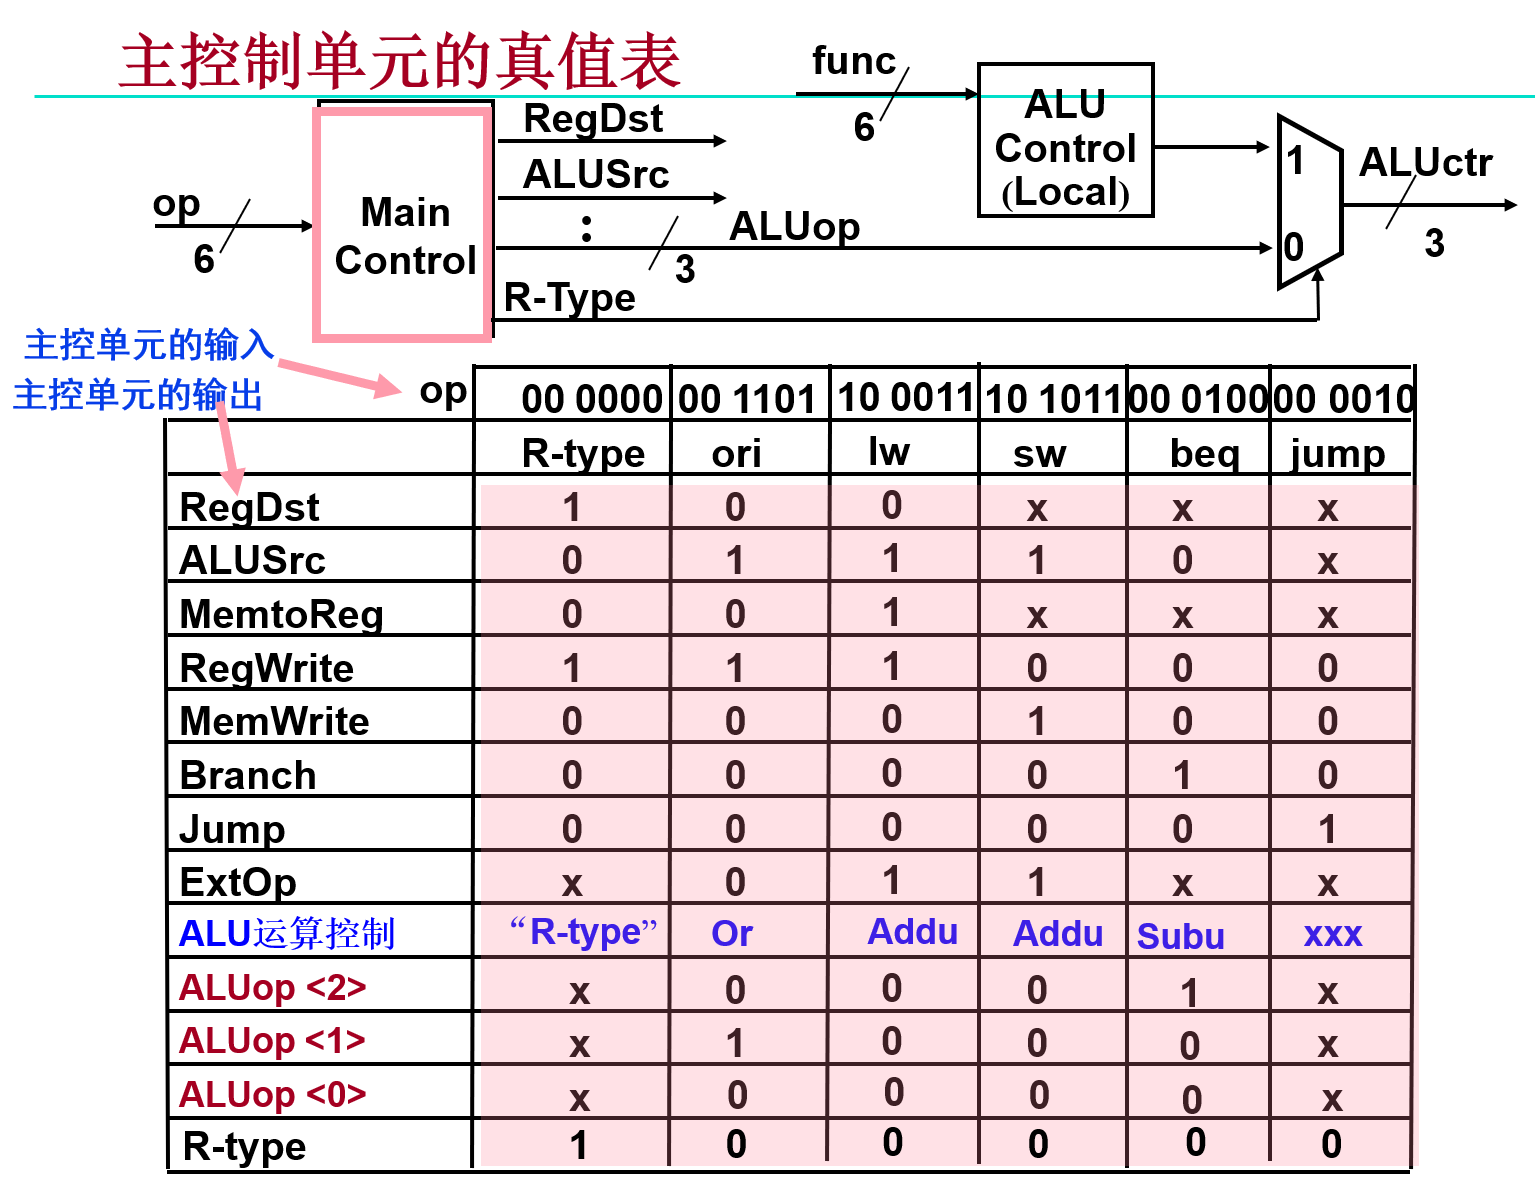 主控制单元的真值表
func
6
ALU
Control
(Local)
RegDst
ALUSrc
:
op
6
Main
Control
ALUop
3
R-Type
1
0
ALUctr
3
主控单元的输入
主控单元的输出
op 00 0000 00 1101 10 0011 10 1011 00 0100 00 0010
R-type ori lw sw beq jump
RegDst 1 0 0 x x x
ALUSrc 0 1 1 1 0 x
MemtoReg 0 0 1 x x x
RegWrite 1 1 1 0 0 0
MemWrite 0 0 0 1 0 0
Branch 0 0 0 0 1 0
Jump 0 0 0 0 0 1
ExtOp x 0 1 1 x x
ALU运算控制 “R-type” Or Addu Addu Subu xxx
ALUop <2> x 0 0 0 1 x
ALUop <1> x 1 0 0 0 x
ALUop <0> x 0 0 0 0 x
R-type 1 0 0 0 0 0